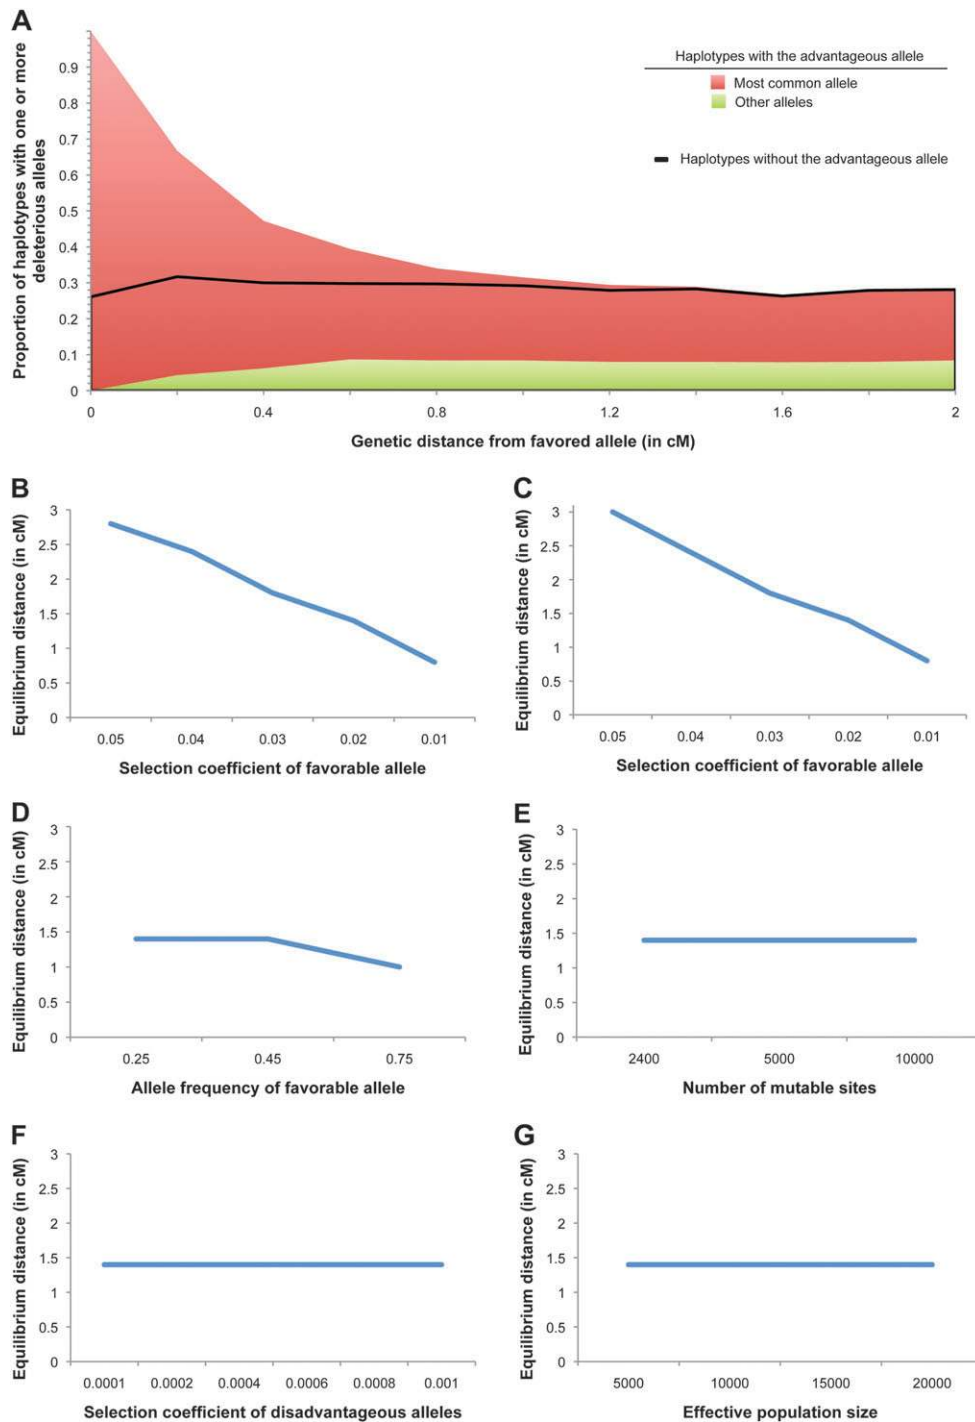 A
Proportion of haplotypes with one or more
deleterious alleles
0.9
0.8
0.7
0.6
0.5
0.4
0.3
0.2
0.1
0
0 0.4 0.8 1.2 1.6 2
Genetic distance from favored allele (in cM)
Haplotypes with the advantageous allele
Most common allele
Other alleles
Haplotypes without the advantageous allele
B
Equilibrium distance (in cM)
3
2.5
2
1.5
1
0.5
0
0.05 0.04 0.03 0.02 0.01
Selection coefficient of favorable allele
C
Equilibrium distance (in cM)
3
2.5
2
1.5
1
0.5
0
0.05 0.04 0.03 0.02 0.01
Selection coefficient of favorable allele
D
Equilibrium distance (in cM)
3
2.5
2
1.5
1
0.5
0
0.25 0.45 0.75
Allele frequency of favorable allele
E
Equilibrium distance (in cM)
3
2.5
2
1.5
1
0.5
0
2400 5000 10000
Number of mutable sites
F
Equilibrium distance (in cM)
3
2.5
2
1.5
1
0.5
0
0.0001 0.0002 0.0004 0.0006 0.0008 0.001
Selection coefficient of disadvantageous alleles
G
Equilibrium distance (in cM)
3
2.5
2
1.5
1
0.5
0
5000 10000 15000 20000
Effective population size